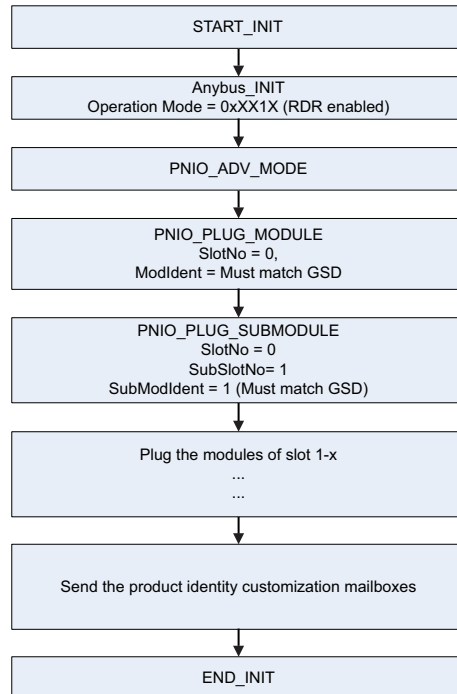 START_INIT
Anybus_INIT
Operation Mode = 0xXX1X (RDR enabled)
PNIO_ADV_MODE
PNIO_PLUG_MODULE
SlotNo = 0,
ModIdent = Must match GSD
PNIO_PLUG_SUBMODULE
SlotNo = 0
SubSlotNo= 1
SubModIdent = 1 (Must match GSD)
Plug the modules of slot 1-x
...
...
Send the product identity customization mailboxes
END_INIT